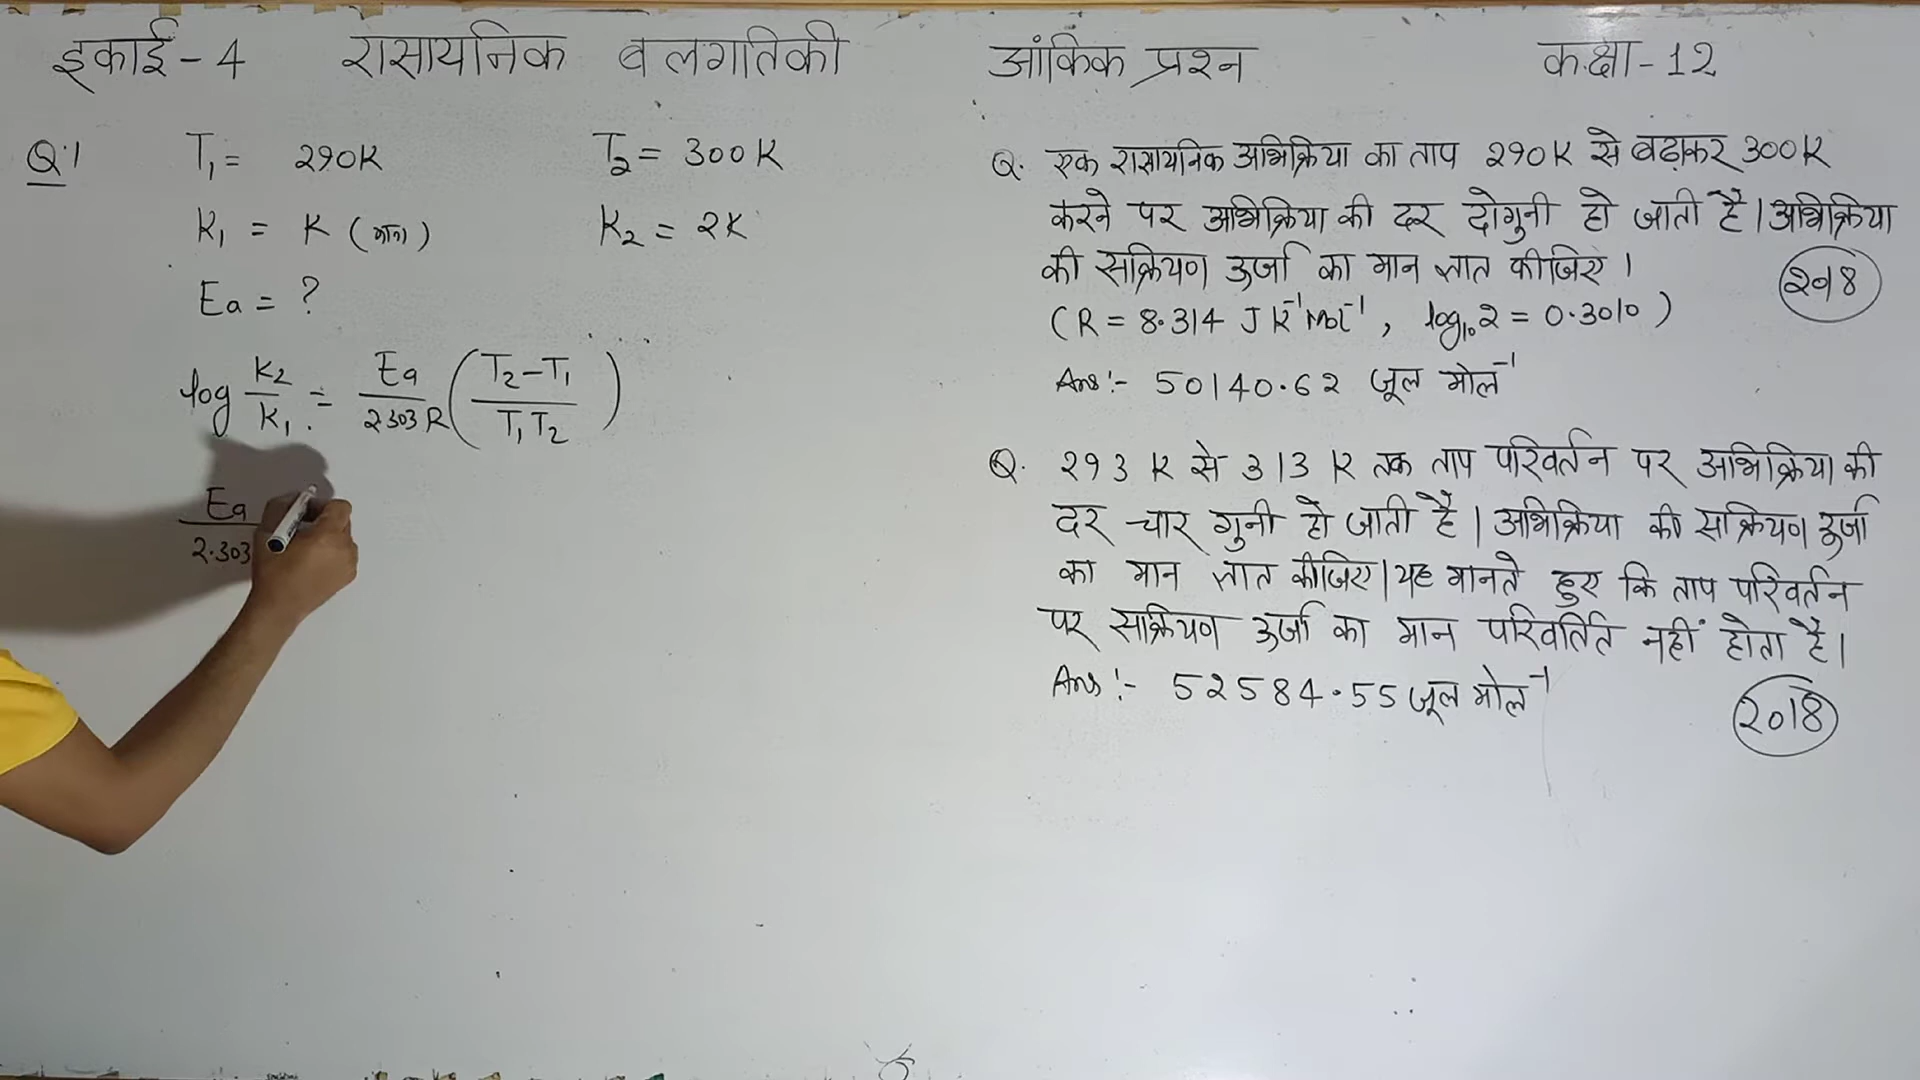 इकाई - 4 रासायनिक बलगतिकी आंकिक प्रश्न कक्षा - 12
Q.1 T₁ = 290K T₂ = 300K
K₁ = K (माना) K₂ = 2K
Ea = ?
log K₂/K₁ = Ea/2.303 R (T₂-T₁/T₁T₂)
Ea/2.303
Q. एक रासायनिक अभिक्रिया का ताप 290K से बढ़ाकर 300K
करने पर अभिक्रिया की दर दोगुनी हो जाती है। अभिक्रिया
की सक्रियण ऊर्जा का मान ज्ञात कीजिए। 2018
(R = 8.314 J K⁻¹ Mol⁻¹, log₁₀2 = 0.3010)
Ans:- 50140.62 जूल मोल⁻¹
Q. 293 K से 313 K तक ताप परिवर्तन पर अभिक्रिया की
दर चार गुनी हो जाती है। अभिक्रिया की सक्रियण ऊर्जा
का मान ज्ञात कीजिए। यह मानते हुए कि ताप परिवर्तन
पर सक्रियण ऊर्जा का मान परिवर्तित नहीं होता है।
Ans:- 52584.55 जूल मोल⁻¹
2018